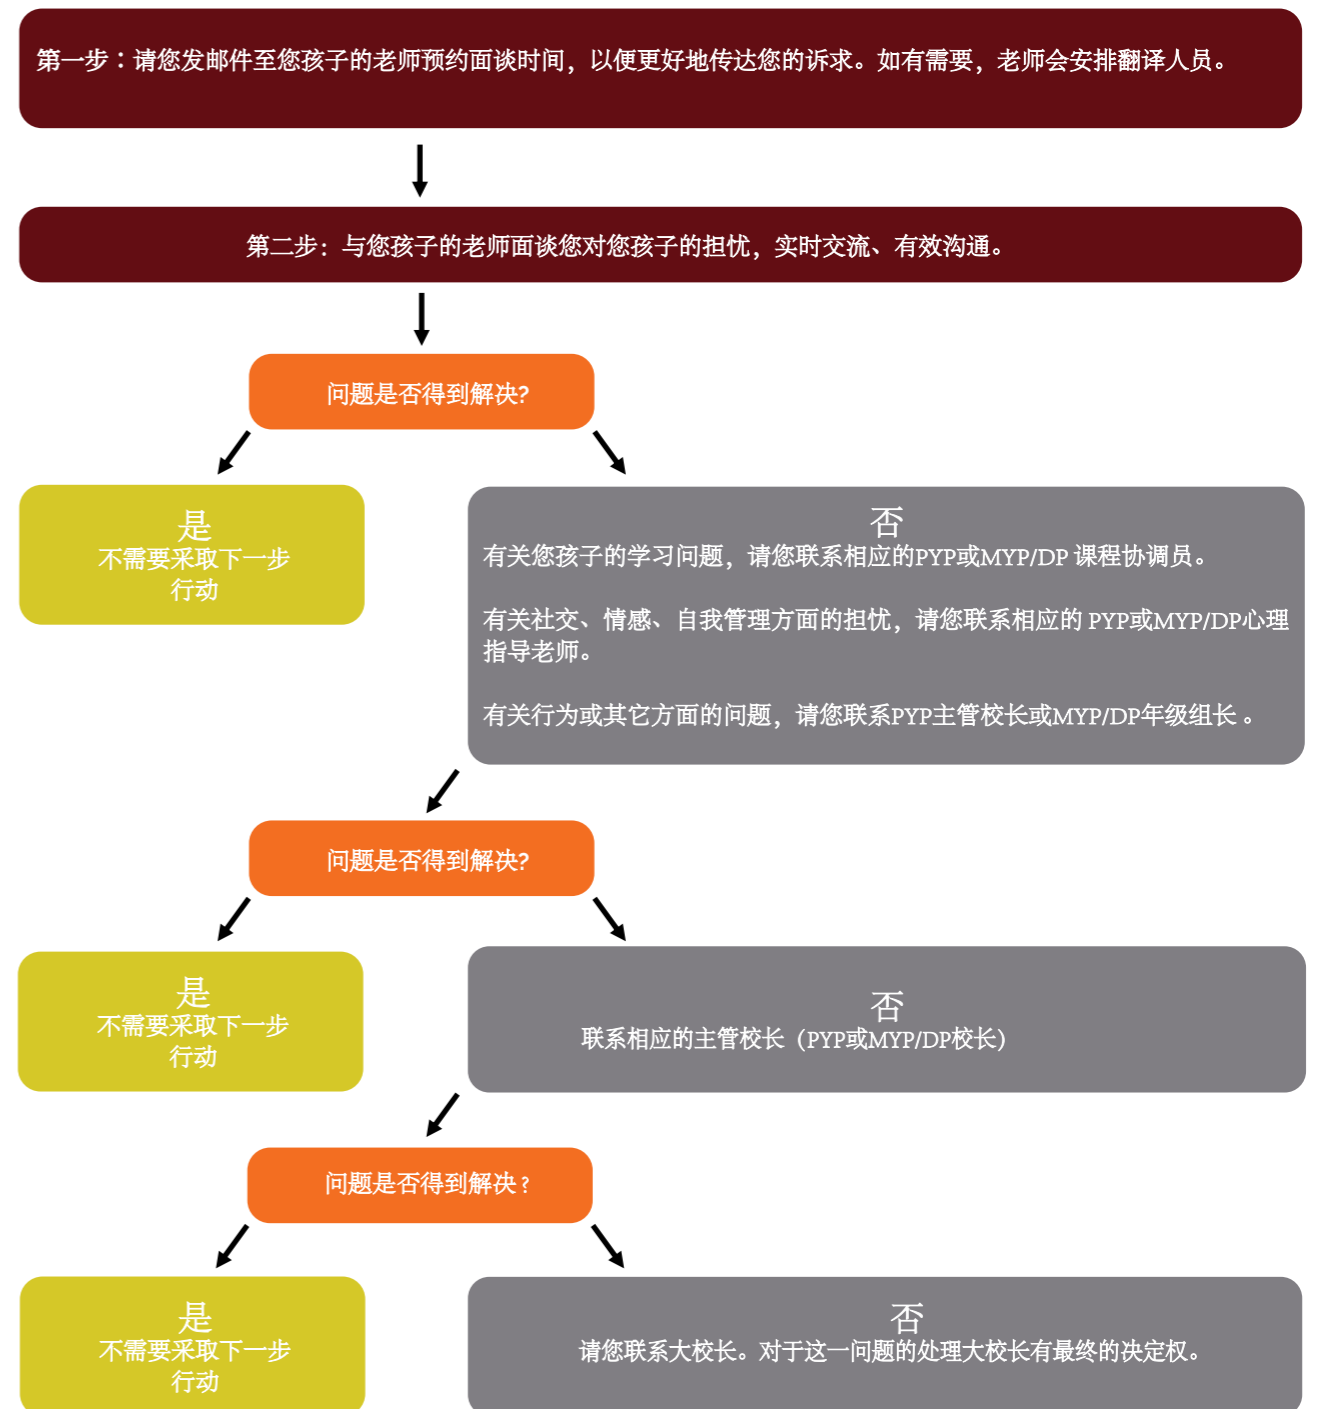 第一步：请您发邮件至您孩子的老师预约面谈时间，以便更好地传达您的诉求。如有需要，老师会安排翻译人员。
第二步：与您孩子的老师面谈您对您孩子的担忧，实时交流、有效沟通。
问题是否得到解决?
是
不需要采取下一步
行动
否
有关您孩子的学习问题，请您联系相应的PYP或MYP/DP 课程协调员。
有关社交、情感、自我管理方面的担忧，请您联系相应的 PYP或MYP/DP心理
指导老师。
有关行为或其它方面的问题，请您联系PYP主管校长或MYP/DP年级组长 。
问题是否得到解决?
是
不需要采取下一步
行动
否
联系相应的主管校长（PYP或MYP/DP校长）
问题是否得到解决 ?
是
不需要采取下一步
行动
否
请您联系大校长。对于这一问题的处理大校长有最终的决定权。